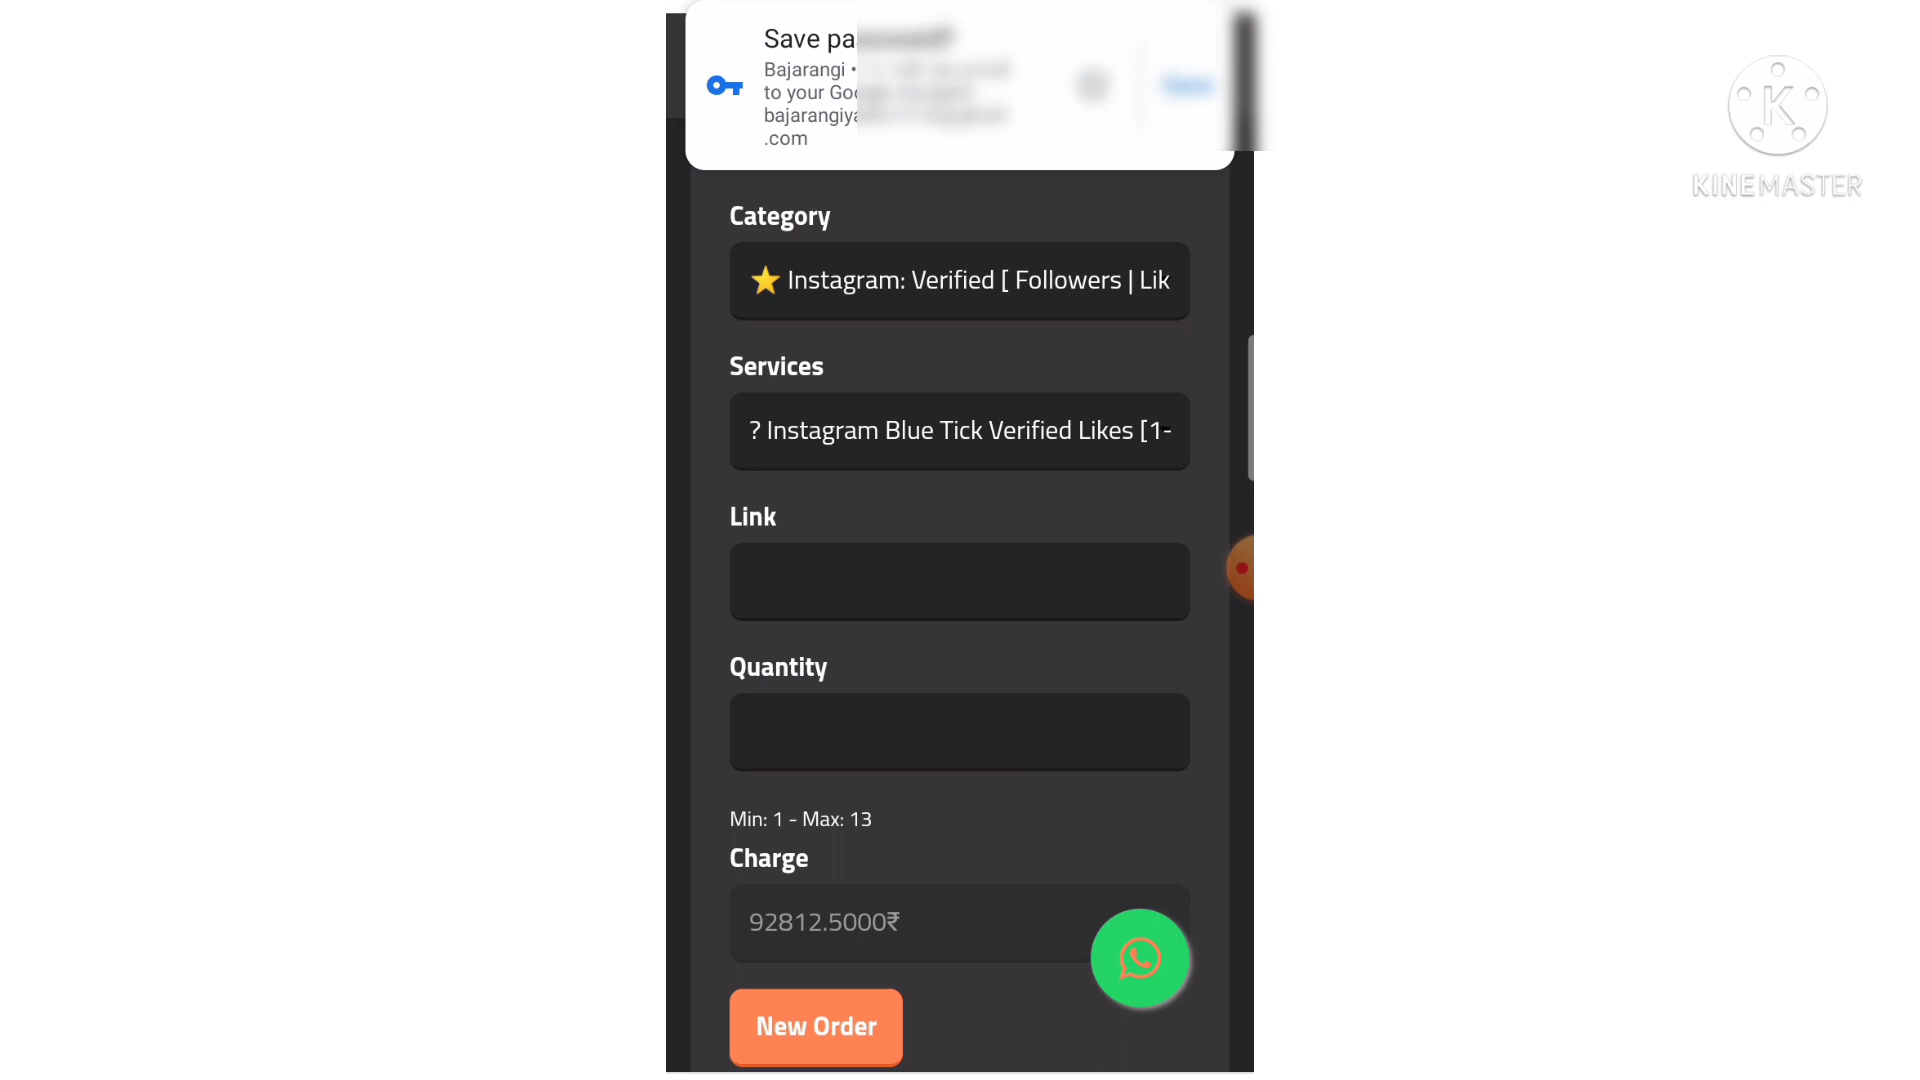 Save pa
Bajarangi •
to your Goo
bajarangiya
.com
KINEMASTER
Category
⭐ Instagram: Verified [ Followers | Lik
Services
? Instagram Blue Tick Verified Likes [1-
Link
Quantity
Min: 1 - Max: 13
Charge
92812.5000₹
New Order